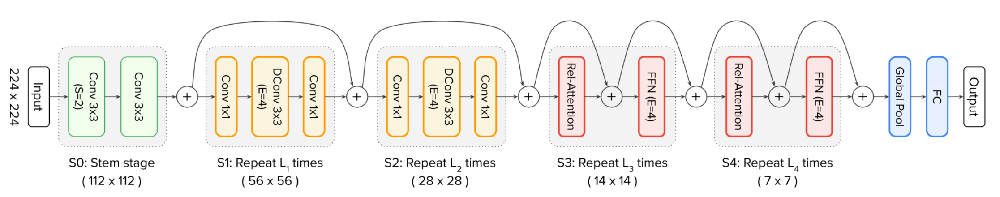 224 x 224
Input
Conv 3x3
(S=2)
Conv 3x3
+
Conv 1x1
DConv 3x3
(E=4)
Conv 1x1
+
Conv 1x1
DConv 3x3
(E=4)
Conv 1x1
+
Rel-Attention
+
FFN (E=4)
+
Rel-Attention
+
FFN (E=4)
+
Global Pool
FC
Output
S0: Stem stage
( 112 x 112 )
S1: Repeat L1 times
( 56 x 56 )
S2: Repeat L2 times
( 28 x 28 )
S3: Repeat L3 times
( 14 x 14 )
S4: Repeat L4 times
( 7 x 7 )